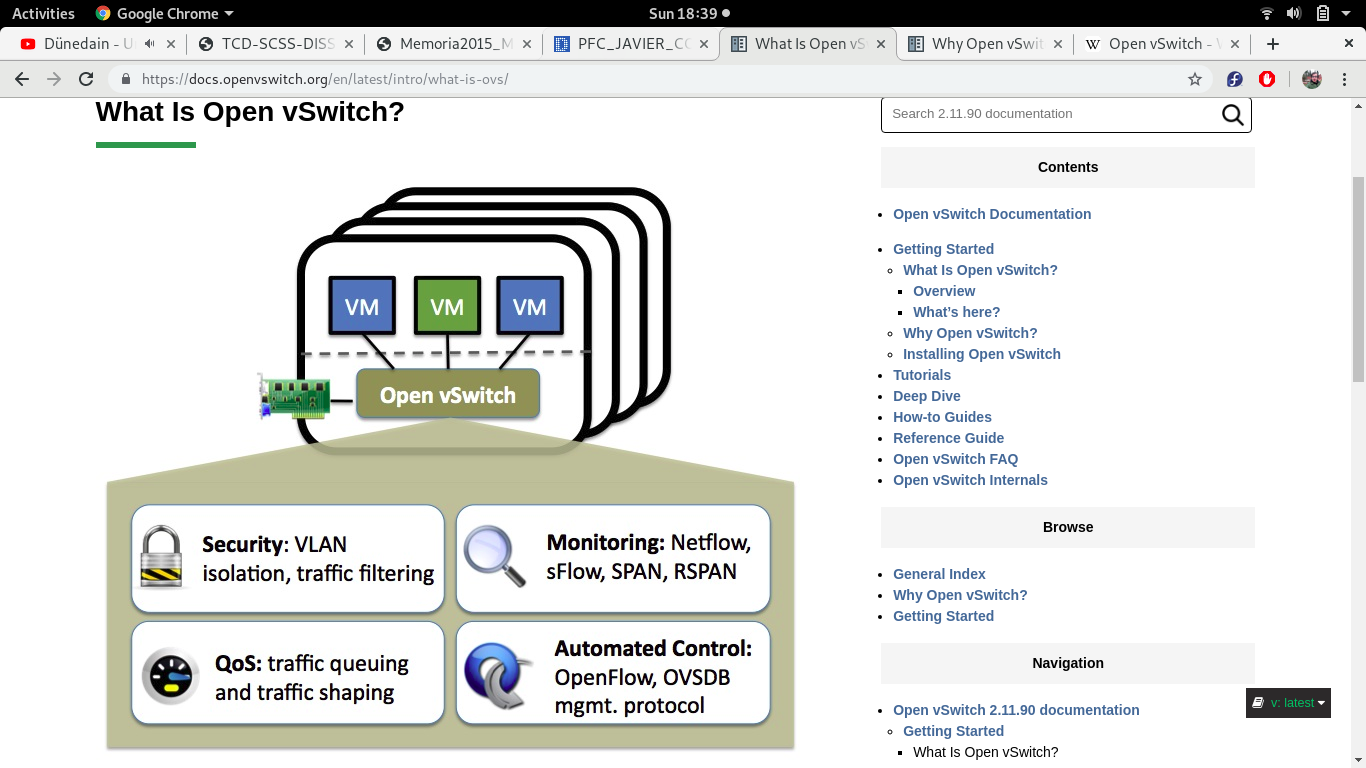 Activities
Google Chrome
Sun 18:39
Dünedain - U
TCD-SCSS-DISS
Memoria2015_M
PFC_JAVIER_CO
What Is Open vS
Why Open vSwit
Open vSwitch -
https://docs.openvswitch.org/en/latest/intro/what-is-ovs/
What Is Open vSwitch?
VM
VM
VM
Open vSwitch
Security: VLAN
isolation, traffic filtering
Monitoring: Netflow,
sFlow, SPAN, RSPAN
QoS: traffic queuing
and traffic shaping
Automated Control:
OpenFlow, OVSDB
mgmt. protocol
Search 2.11.90 documentation
Contents
Open vSwitch Documentation
Getting Started
What Is Open vSwitch?
Overview
What’s here?
Why Open vSwitch?
Installing Open vSwitch
Tutorials
Deep Dive
How-to Guides
Reference Guide
Open vSwitch FAQ
Open vSwitch Internals
Browse
General Index
Why Open vSwitch?
Getting Started
Navigation
Open vSwitch 2.11.90 documentation
Getting Started
What Is Open vSwitch?
v: latest